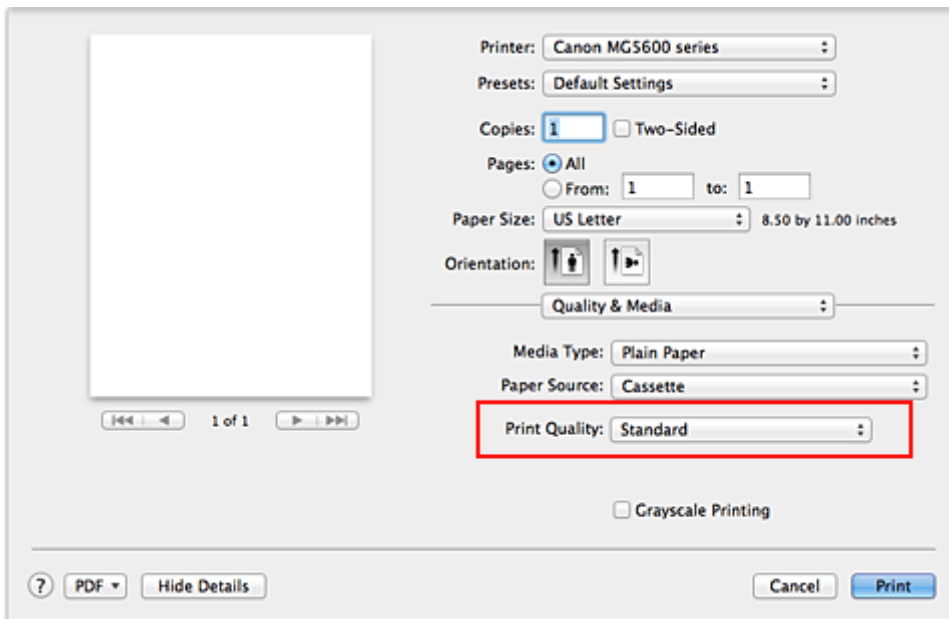 Printer: Canon MG5600 series
Presets: Default Settings
Copies: 1 Two-Sided
Pages: All
From: 1 to: 1
Paper Size: US Letter 8.50 by 11.00 inches
Orientation:
Quality & Media
Media Type: Plain Paper
Paper Source: Cassette
1 of 1
Print Quality: Standard
Grayscale Printing
? PDF Hide Details Cancel Print